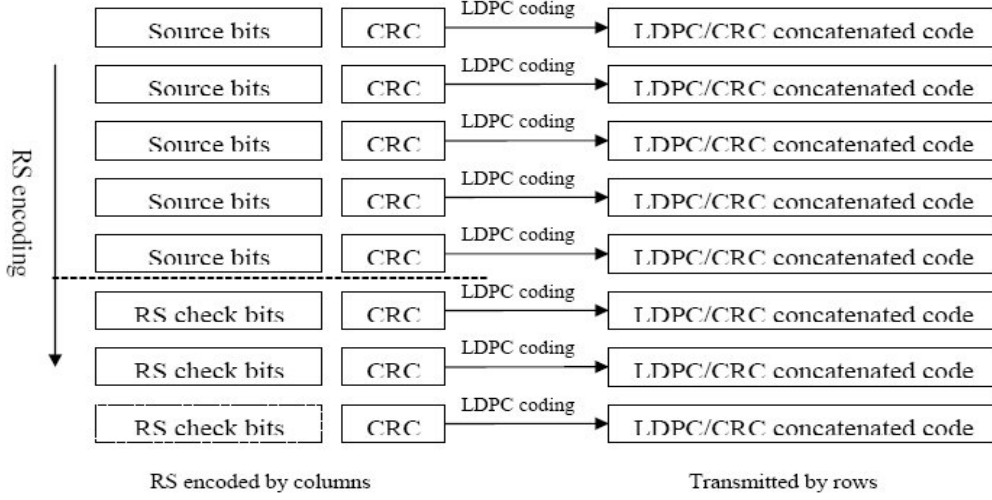 LDPC coding
Source bits CRC LDPC/CRC concatenated code
LDPC coding
Source bits CRC LDPC/CRC concatenated code
LDPC coding
Source bits CRC LDPC/CRC concatenated code
LDPC coding
Source bits CRC LDPC/CRC concatenated code
LDPC coding
Source bits CRC LDPC/CRC concatenated code
RS encoding
LDPC coding
RS check bits CRC LDPC/CRC concatenated code
LDPC coding
RS check bits CRC LDPC/CRC concatenated code
LDPC coding
RS check bits CRC LDPC/CRC concatenated code
RS encoded by columns Transmitted by rows